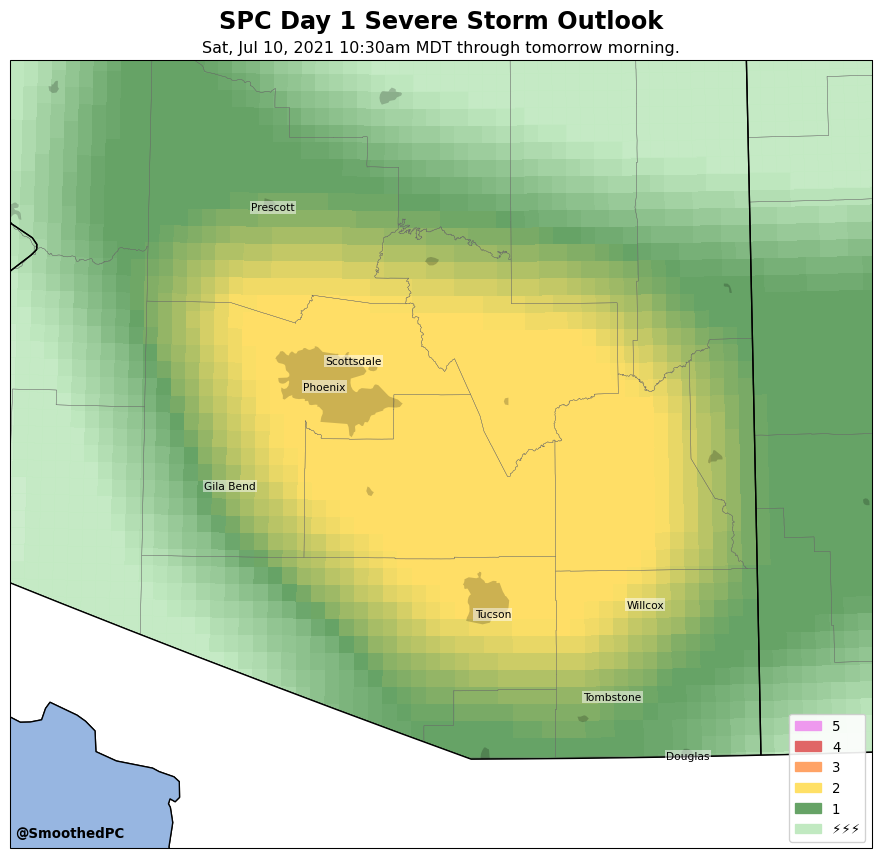 SPC Day 1 Severe Storm Outlook
Sat, Jul 10, 2021 10:30am MDT through tomorrow morning.
Prescott
Scottsdale
Phoenix
Gila Bend
Willcox
Tucson
Tombstone
Douglas
5
4
3
2
1
⚡⚡⚡
@SmoothedPC